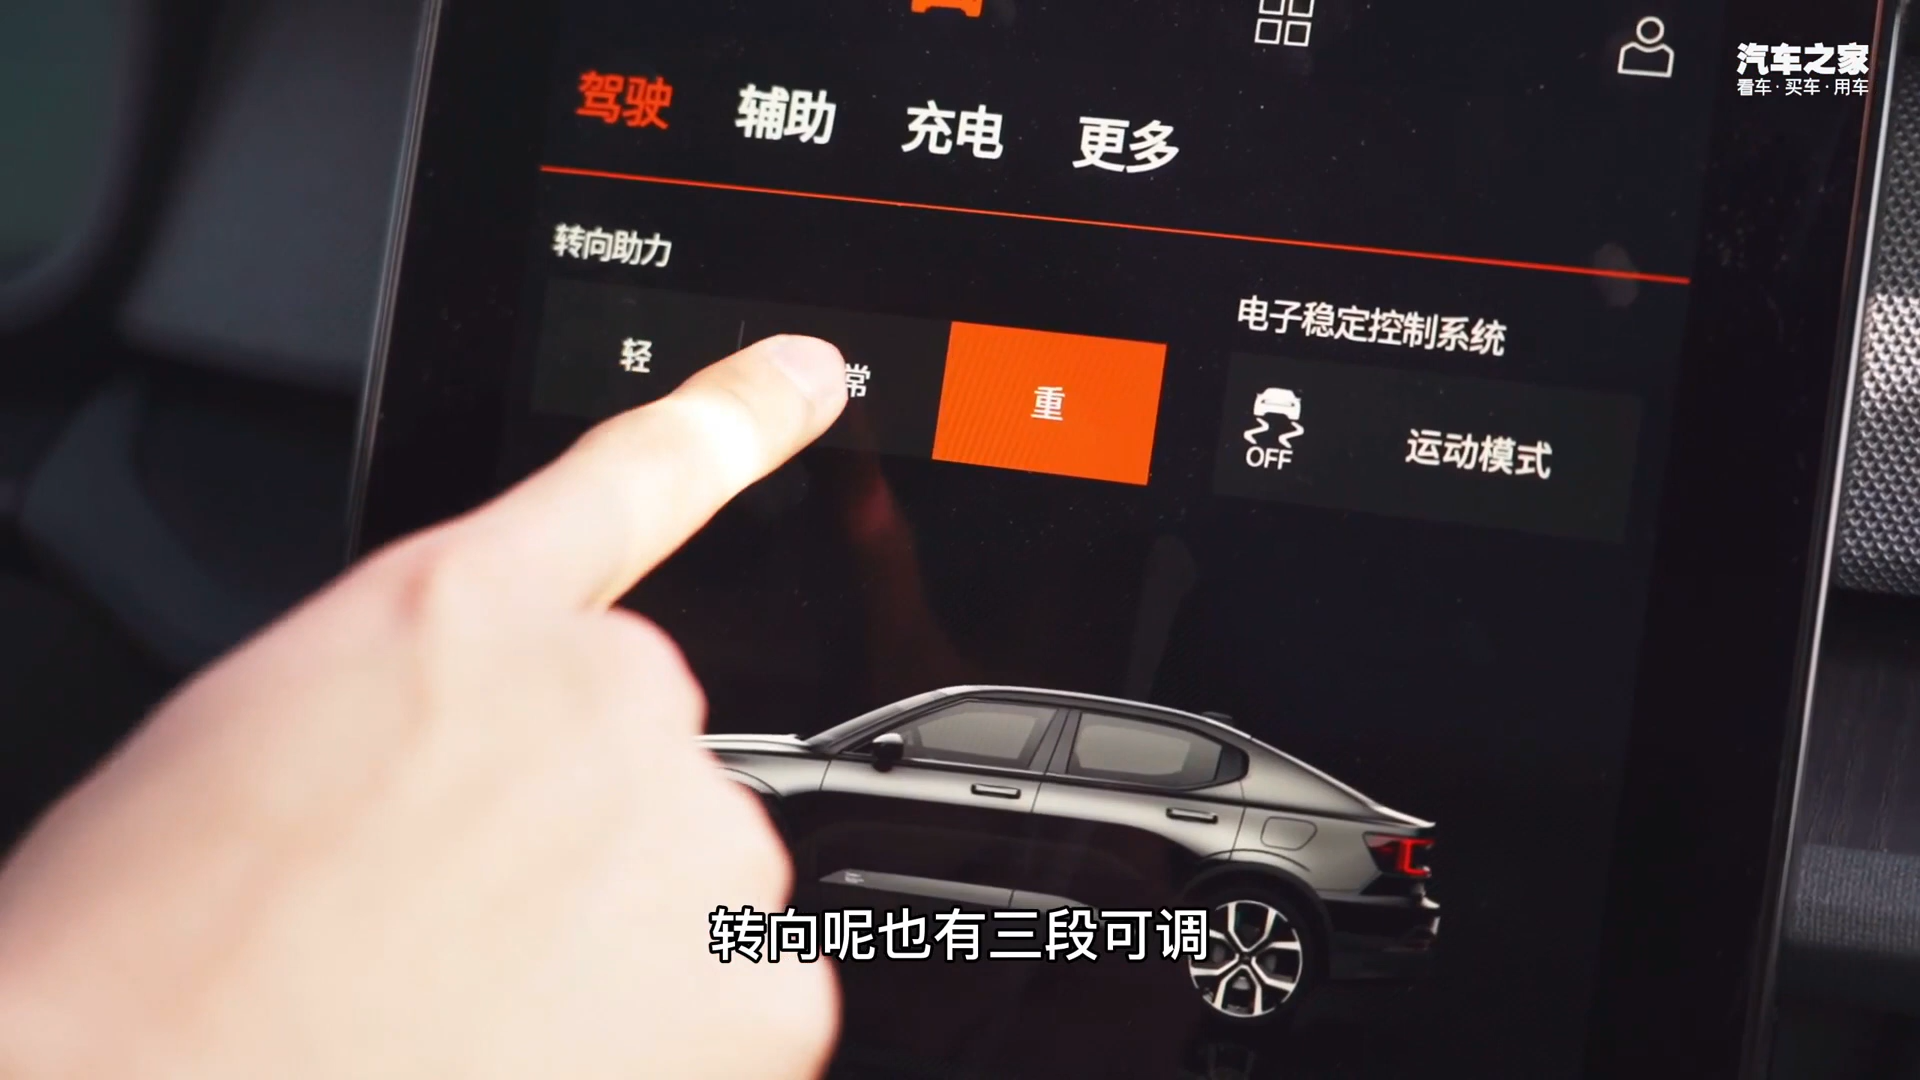 汽车之家
看车·买车·用车
驾驶 辅助 充电 更多
转向助力
电子稳定控制系统
轻 常 重
OFF 运动模式
转向呢也有三段可调